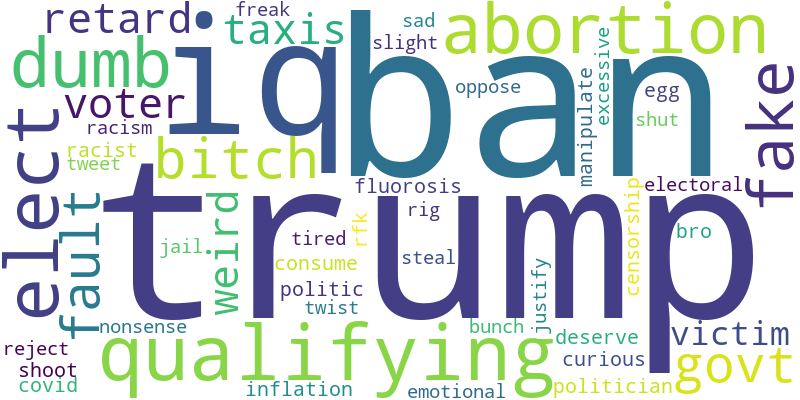 freak
retard
sad
taxis
abortion
slight
iq
ban
dumb
excessive
oppose
manipulate
egg
fake
voter
racism
shut
elect
racist
bitch
tweet
trump
fluorosis
electoral
fault
weird
rfk
rig
censorship
bro
tired
jail
steal
consume
justify
politic
twist
nonsense
bunch
victim
qualifying
deserve
reject
curious
govt
shoot
covid
inflation
emotional
politician